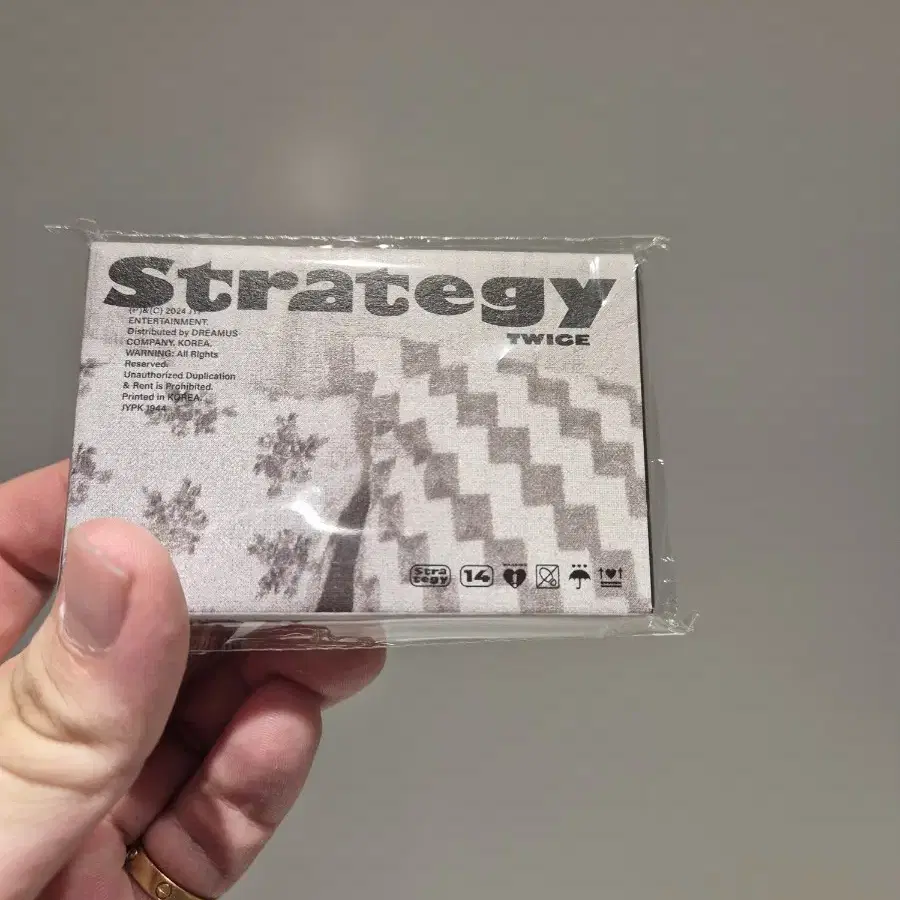 Strategy
TWICE
(P)&(C) 2024 JYP
ENTERTAINMENT.
Distributed by DREAMUS
COMPANY. KOREA.
WARNING: All Rights
Reserved.
Unauthorized Duplication
& Rent is Prohibited.
Printed in KOREA.
JYPK 1944
Stra
tegy
14